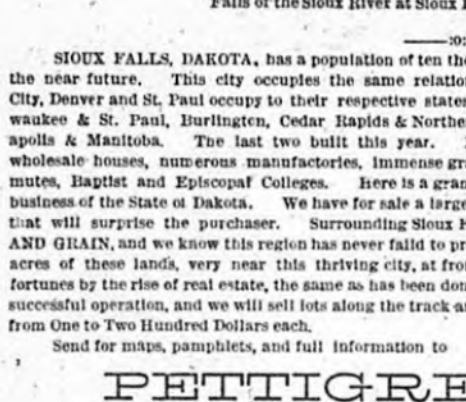 Falls of the Sioux River at Sioux
:o:
SIOUX FALLS, DAKOTA, has a population of ten tho
the near future. This city occupies the same relatio
City, Denver and St. Paul occupy to their respective states
waukee & St. Paul, Burlington, Cedar Rapids & Northe
apolis & Manitoba. The last two built this year.
wholesale houses, numerous manufactories, immense gr
mutes, Baptist and Episcopal Colleges. Here is a gran
business of the State of Dakota. We have for sale a large
that will surprise the purchaser. Surrounding Sioux F
AND GRAIN, and we know this region has never faild to pr
acres of these lands, very near this thriving city, at from
fortunes by the rise of real estate, the same as has been don
successful operation, and we will sell lots along the track a
from One to Two Hundred Dollars each.
Send for maps, pamphlets, and full information to
PETTIGRE